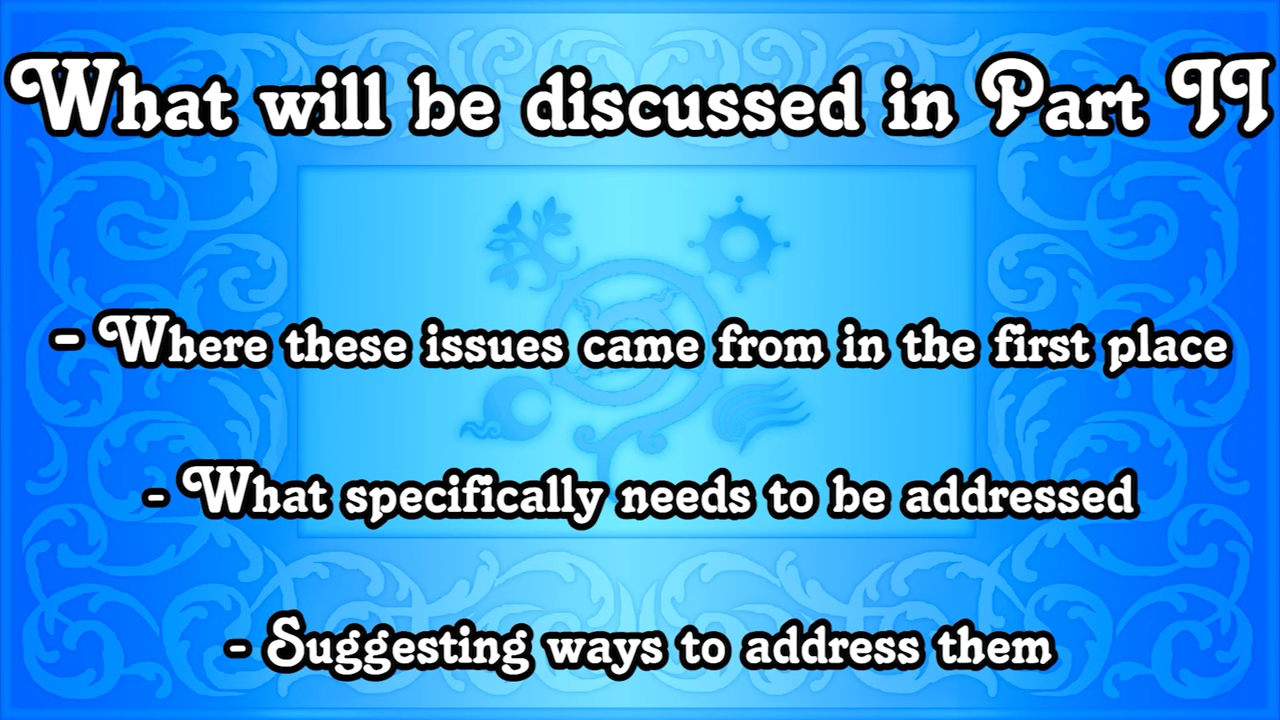 What will be discussed in Part II
- Where these issues came from in the first place
- What specifically needs to be addressed
- Suggesting ways to address them